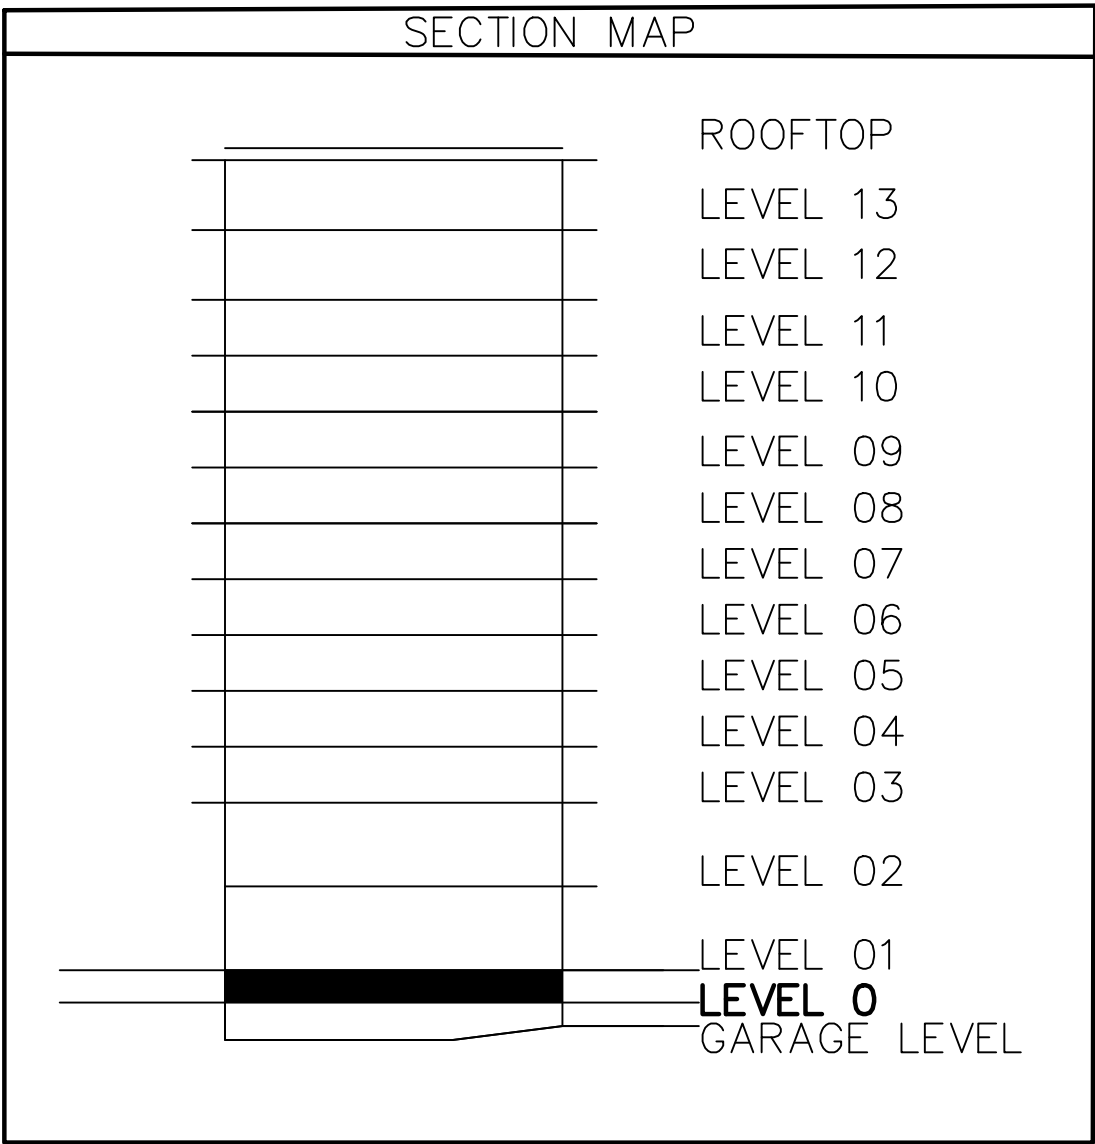 SECTION MAP
ROOFTOP
LEVEL 13
LEVEL 12
LEVEL 11
LEVEL 10
LEVEL 09
LEVEL 08
LEVEL 07
LEVEL 06
LEVEL 05
LEVEL 04
LEVEL 03
LEVEL 02
LEVEL 01
LEVEL 0
GARAGE LEVEL